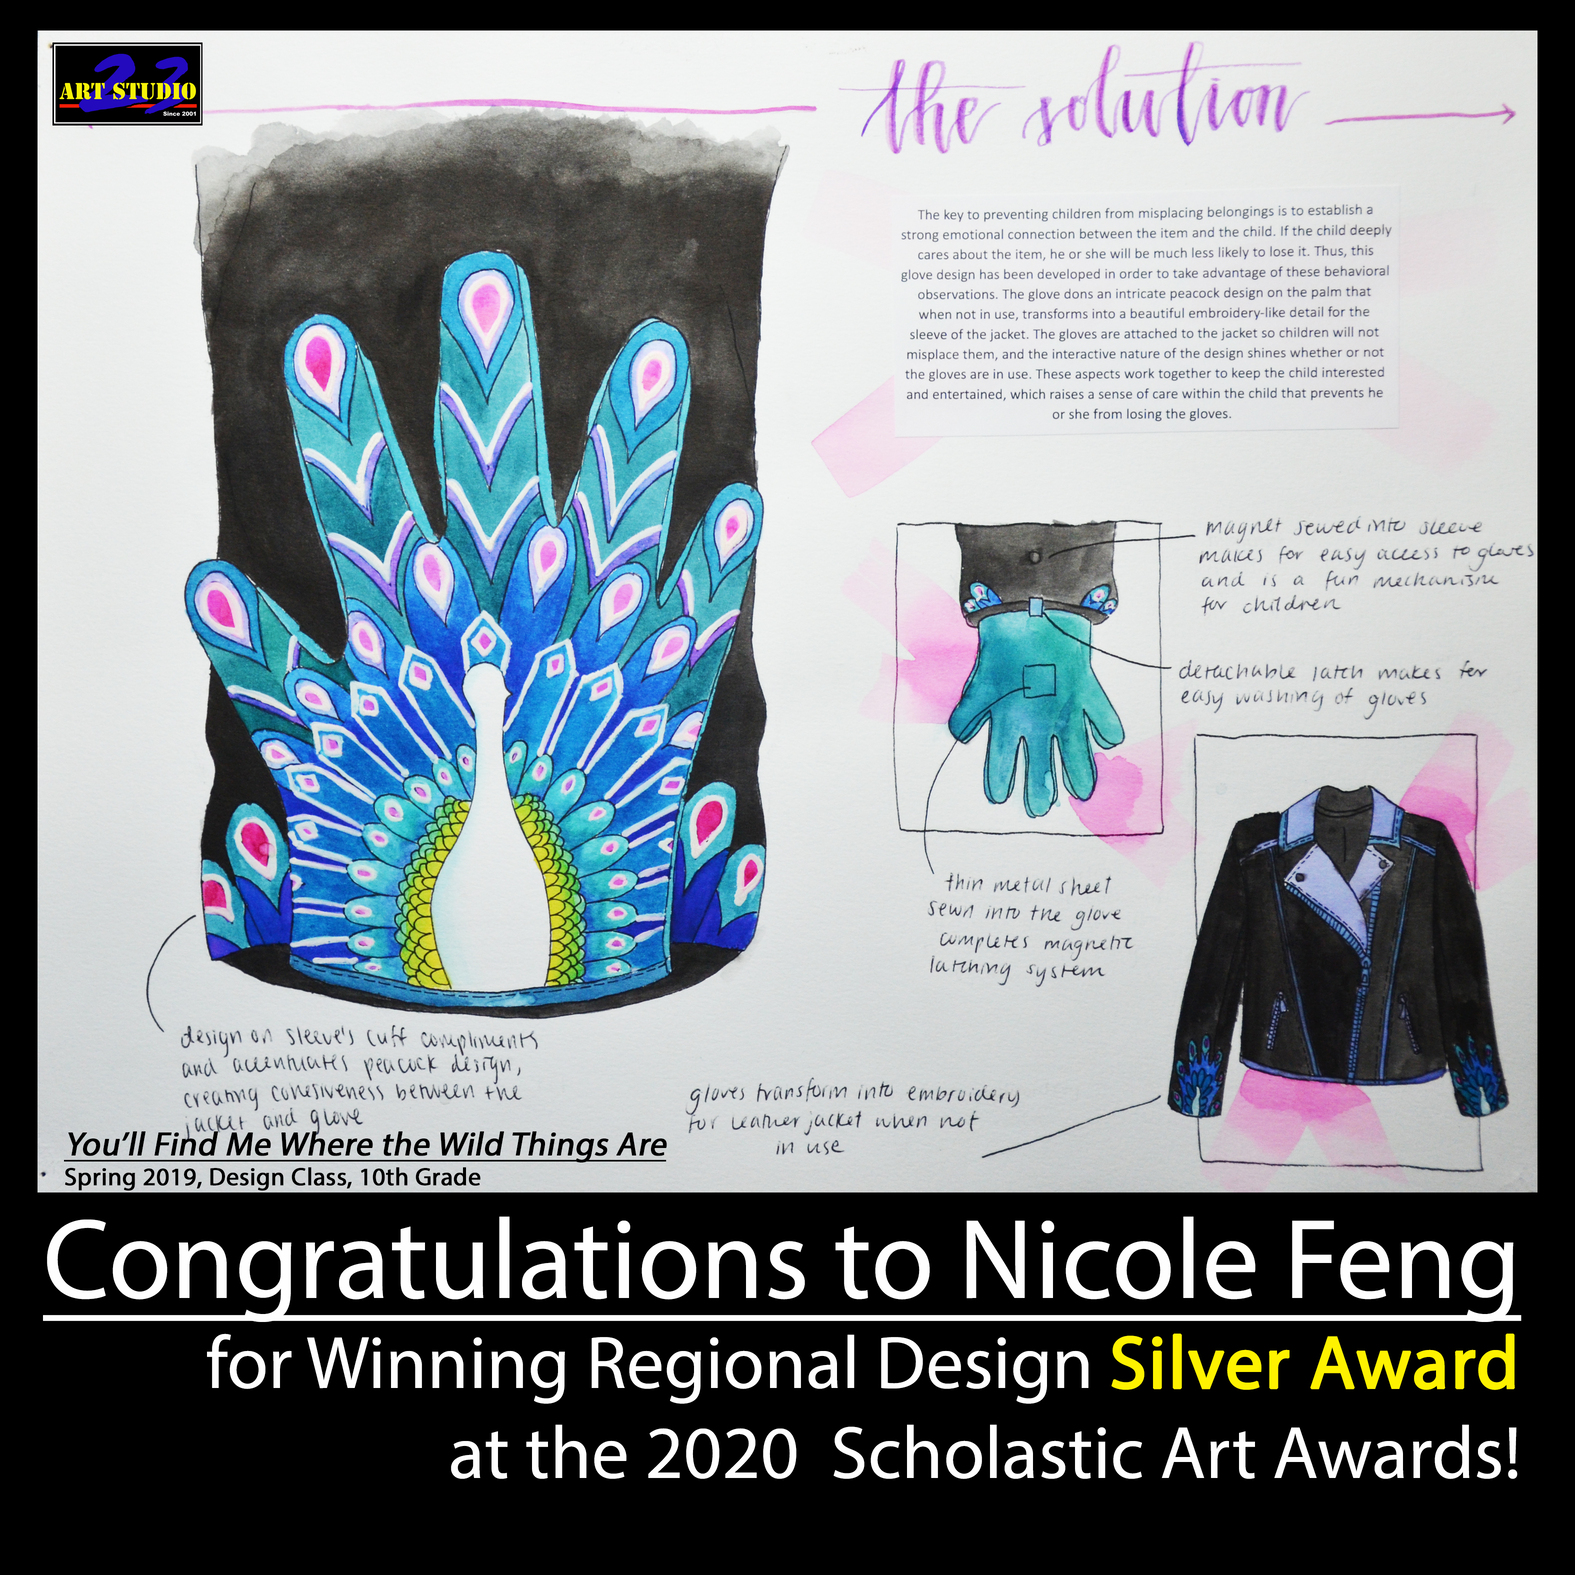 23
ART STUDIO
Since 2001
the solution
The key to preventing children from misplacing belongings is to establish a
strong emotional connection between the item and the child. If the child deeply
cares about the item, he or she will be much less likely to lose it. Thus, this
glove design has been developed in order to take advantage of these behavioral
observations. The glove dons an intricate peacock design on the palm that
when not in use, transforms into a beautiful embroidery-like detail for the
sleeve of the jacket. The gloves are attached to the jacket so children will not
misplace them, and the interactive nature of the design shines whether or not
the gloves are in use. These aspects work together to keep the child interested
and entertained, which raises a sense of care within the child that prevents he
or she from losing the gloves.
magnet sewed into sleeve
makes for easy access to gloves
and is a fun mechanism
for children
detachable latch makes for
easy washing of gloves
thin metal sheet
sewn into the glove
completes magnetic
latching system
design on sleeve's cuff compliments
and accentuates peacock design,
creating cohesiveness between the
jacket and glove
gloves transform into embroidery
for leather jacket when not
in use
You'll Find Me Where the Wild Things Are
Spring 2019, Design Class, 10th Grade
Congratulations to Nicole Feng
for Winning Regional Design Silver Award
at the 2020 Scholastic Art Awards!